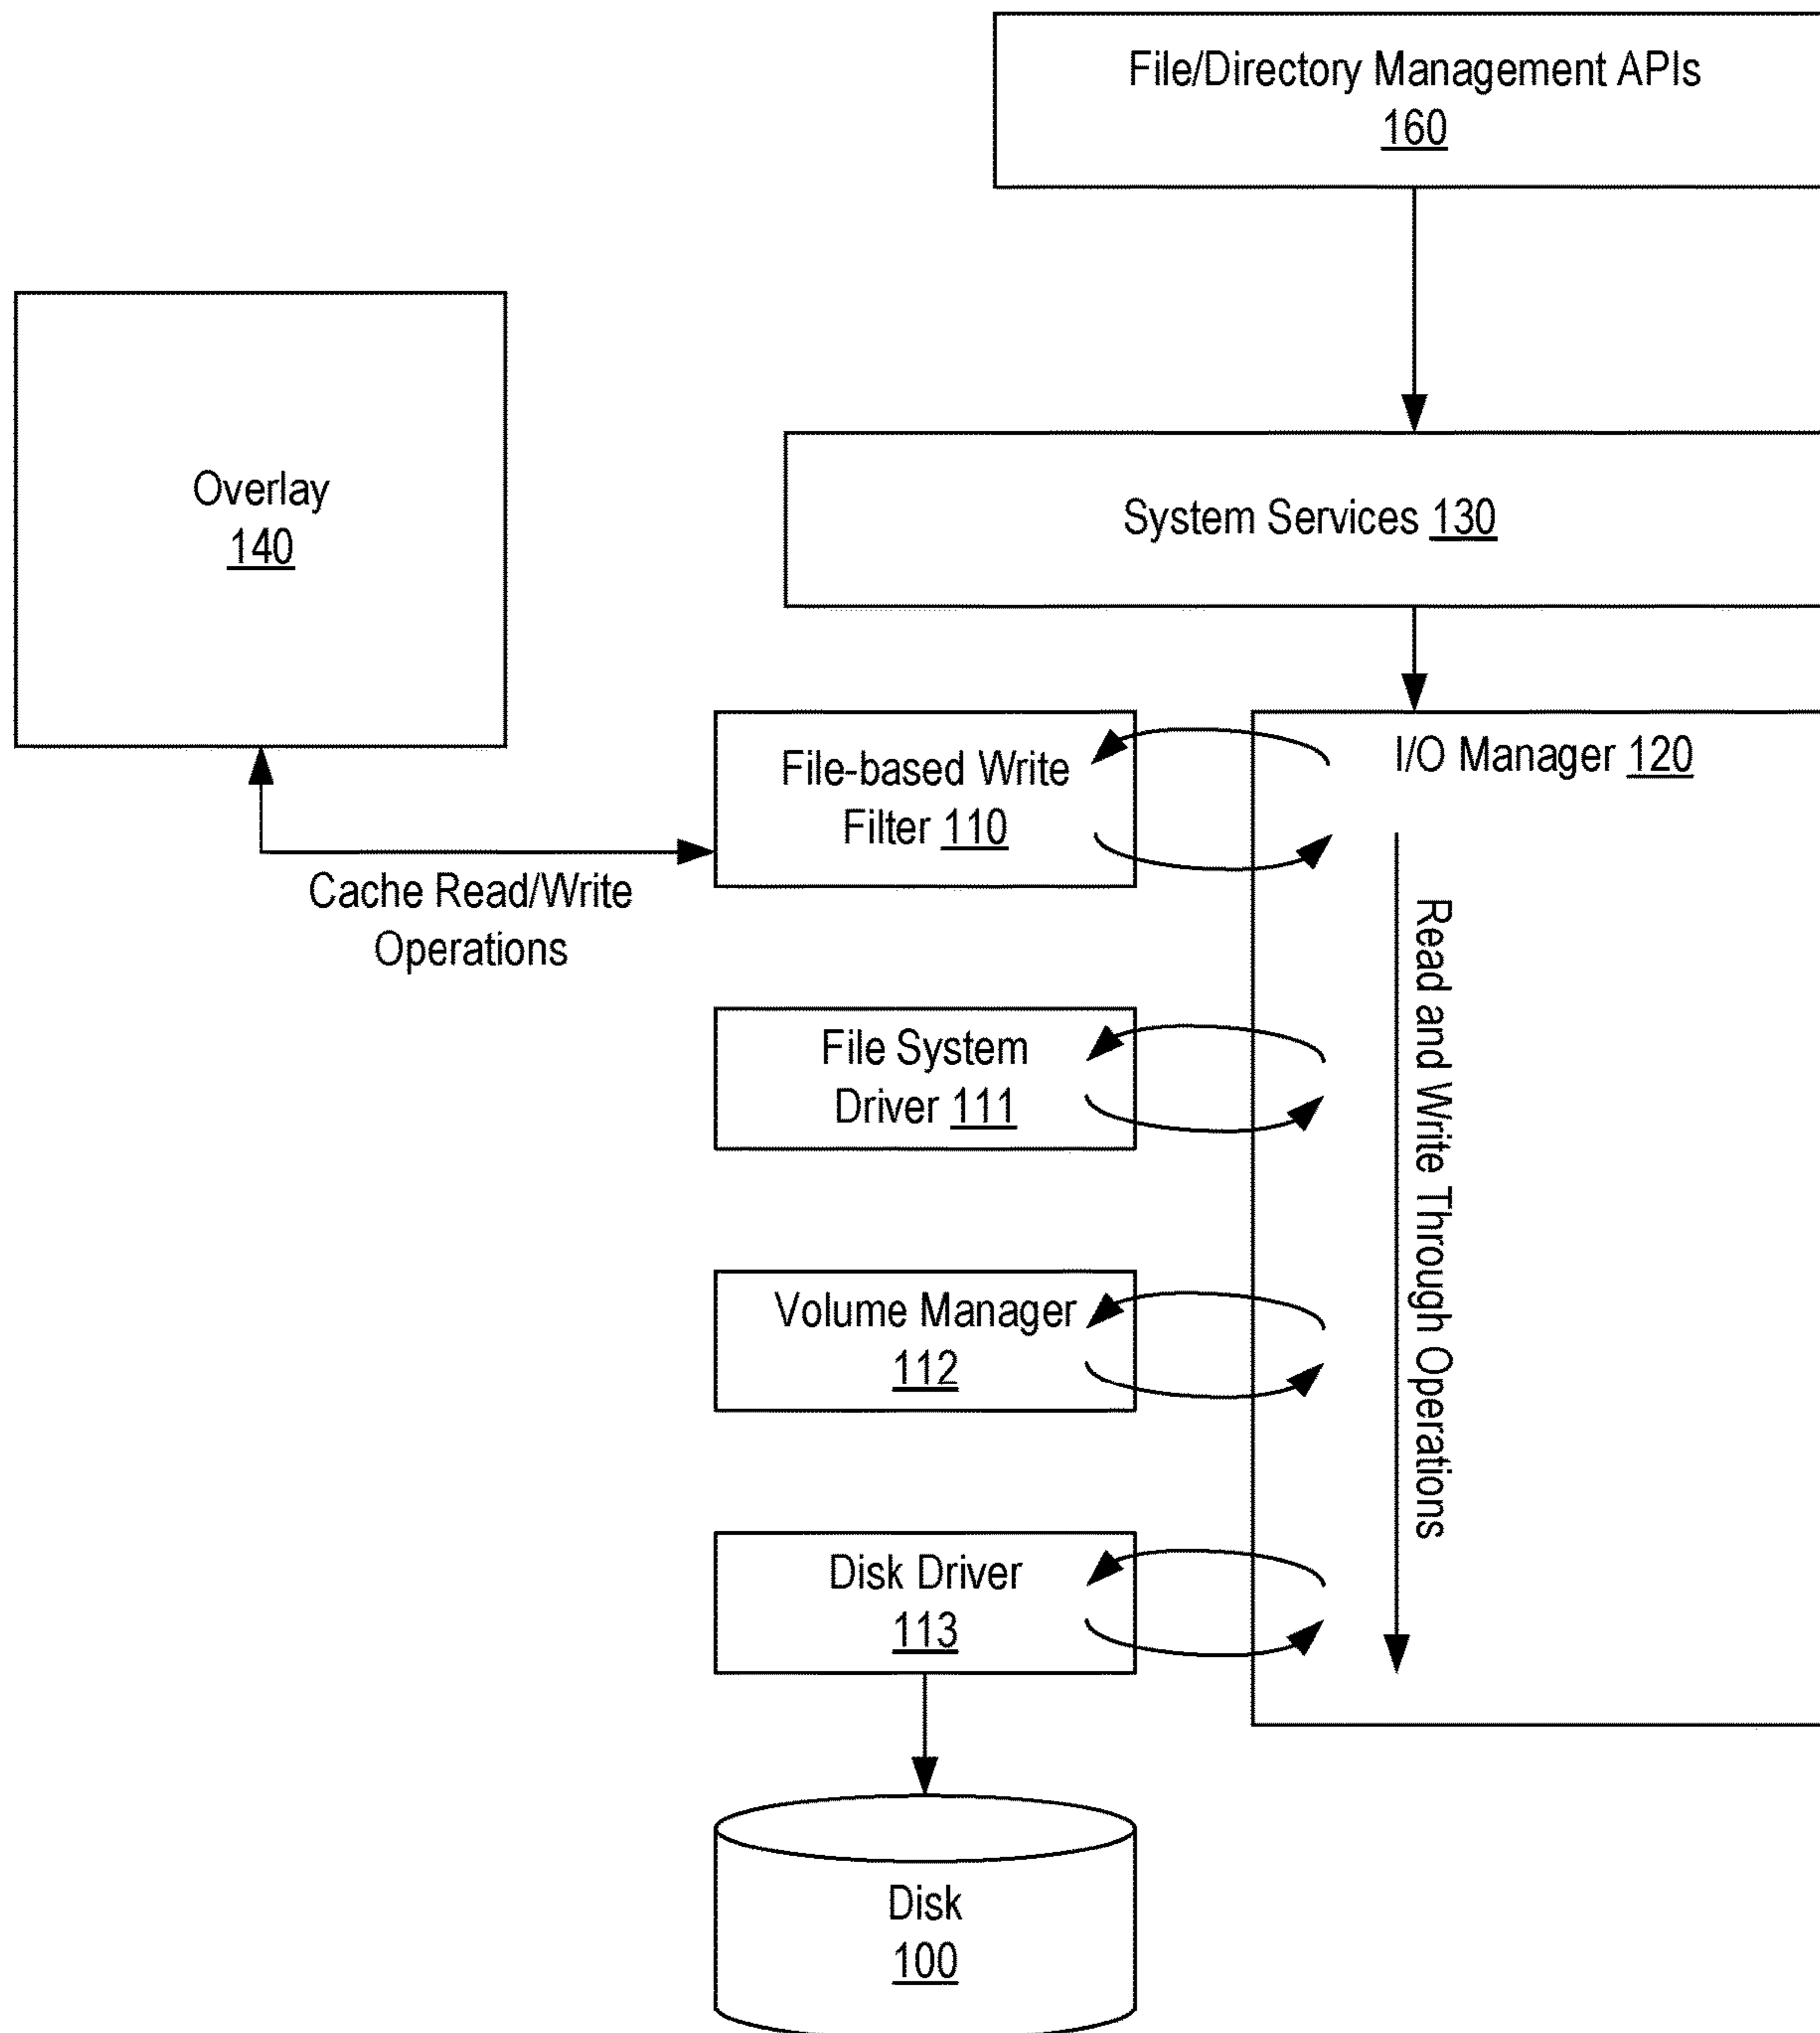 File/Directory Management APIs
160
Overlay
140
System Services 130
File-based Write
Filter 110
I/O Manager 120
Cache Read/Write
Operations
Read and Write Through Operations
File System
Driver 111
Volume Manager
112
Disk Driver
113
Disk
100